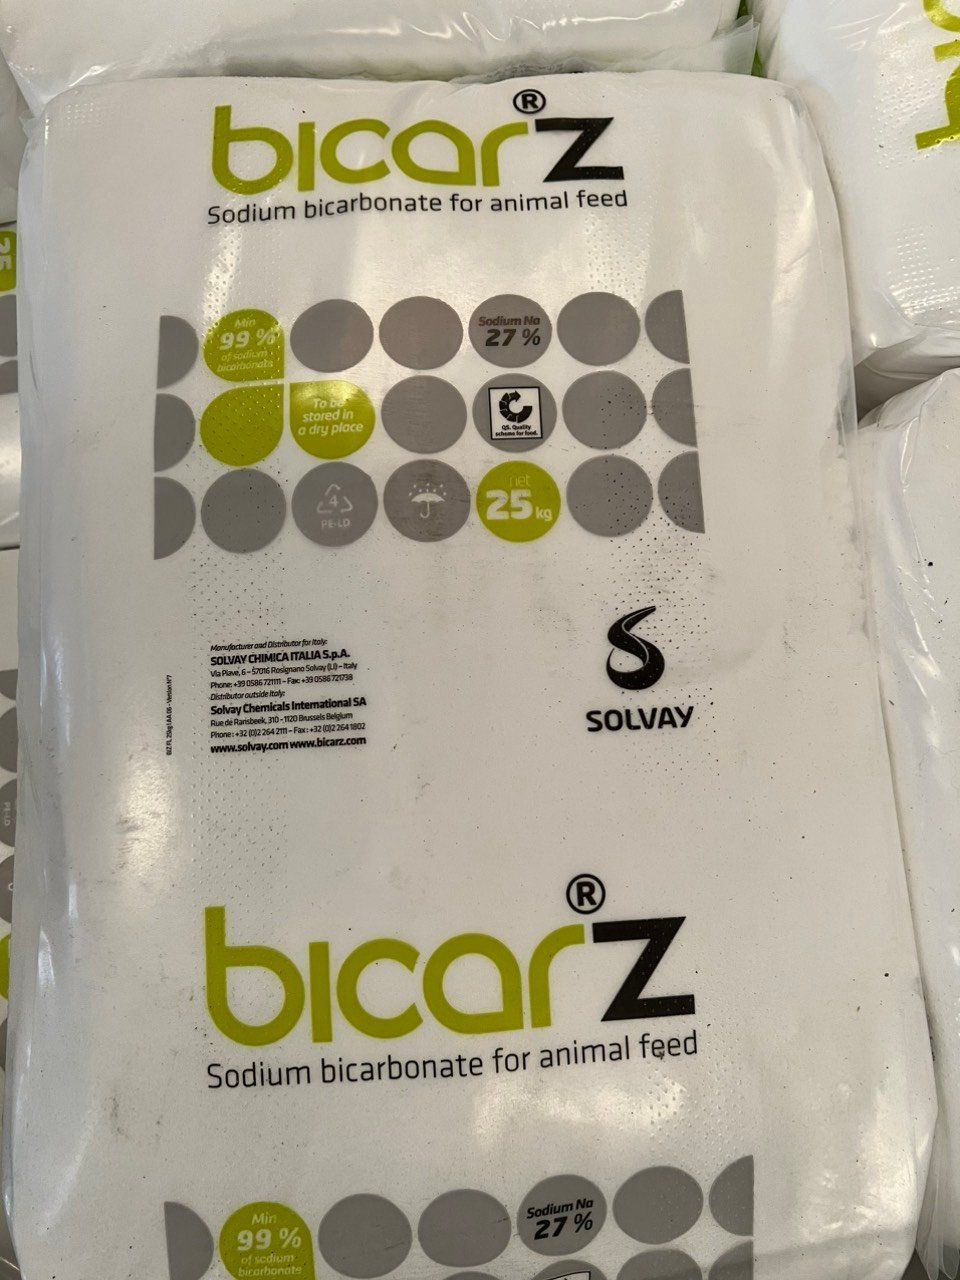 bicar®z
Sodium bicarbonate for animal feed
Min
99 %
of sodium
bicarbonate
Sodium Na
27 %
To be
stored in
a dry place
QS. Quality
scheme for food.
4
PE-LD
net
25 kg
Manufacturer and Distributor for Italy:
SOLVAY CHIMICA ITALIA S.p.A.
Via Piave, 6 – 57016 Rosignano Solvay (LI) – Italy
Phone: +39 0586 721111 – Fax: +39 0586 721738
Distributor outside Italy:
Solvay Chemicals International SA
Rue de Ransbeek, 310 - 1120 Brussels Belgium
Phone : +32 (0)2 264 2111 – Fax : +32 (0)2 264 1802
www.solvay.com www.bicarz.com
SOLVAY
bicar®z
Sodium bicarbonate for animal feed
Min
99 %
of sodium
bicarbonate
Sodium Na
27 %
25
PE-LD